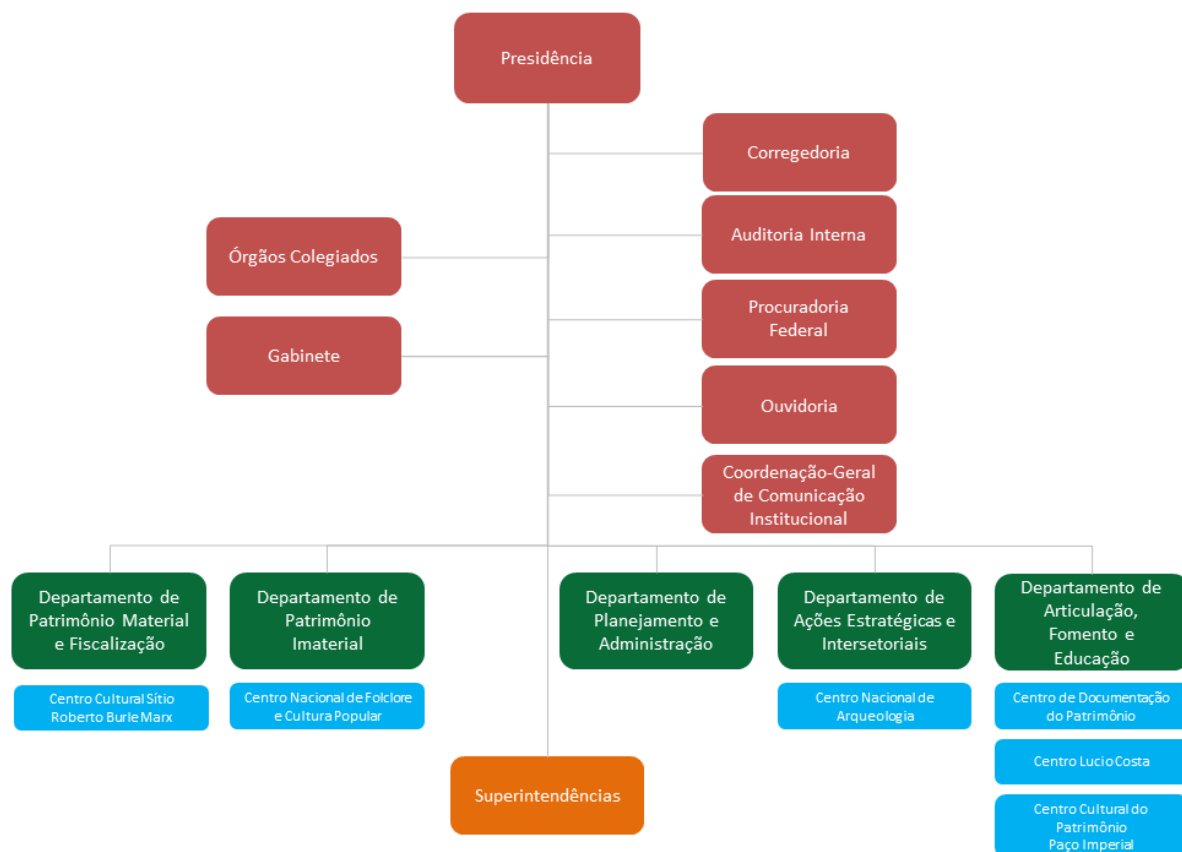 Presidência
Corregedoria
Auditoria Interna
Órgãos Colegiados
Procuradoria
Federal
Gabinete
Ouvidoria
Coordenação-Geral
de Comunicação
Institucional
Departamento de
Patrimônio Material
e Fiscalização
Departamento de
Patrimônio
Imaterial
Departamento de
Planejamento e
Administração
Departamento de
Ações Estratégicas e
Intersetoriais
Departamento de
Articulação,
Fomento e
Educação
Centro Cultural Sítio
Roberto Burle Marx
Centro Nacional de Folclore
e Cultura Popular
Centro Nacional de
Arqueologia
Centro de Documentação
do Patrimônio
Centro Lucio Costa
Centro Cultural do
Patrimônio
Paço Imperial
Superintendências